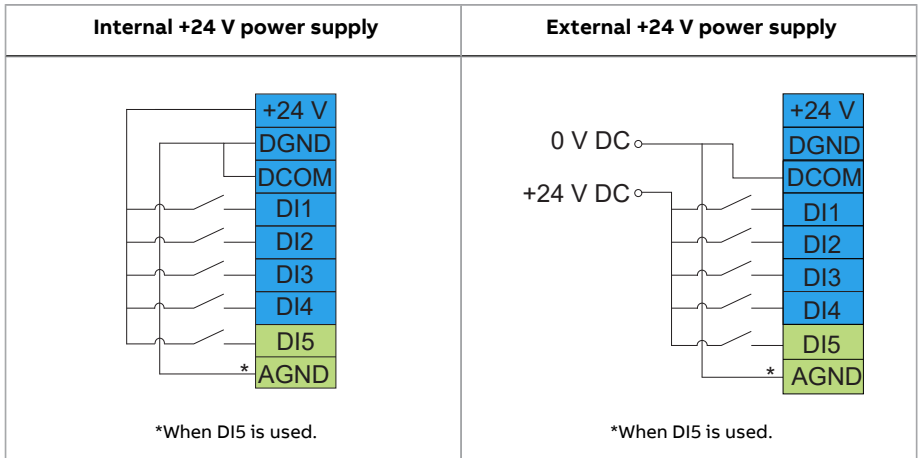 Internal +24 V power supply
External +24 V power supply
+24 V
DGND
DCOM
DI1
DI2
DI3
DI4
DI5
* AGND
*When DI5 is used.
0 V DC
+24 V DC
+24 V
DGND
DCOM
DI1
DI2
DI3
DI4
DI5
* AGND
*When DI5 is used.